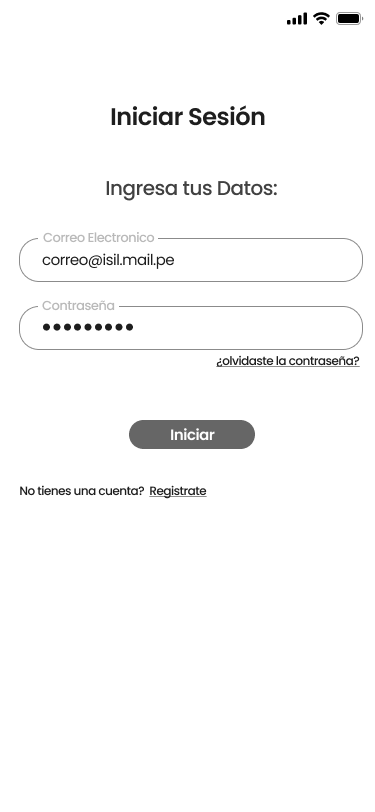 Iniciar Sesión
Ingresa tus Datos:
Correo Electronico
correo@isil.mail.pe
Contraseña
●●●●●●●●●
¿olvidaste la contraseña?
Iniciar
No tienes una cuenta? Registrate